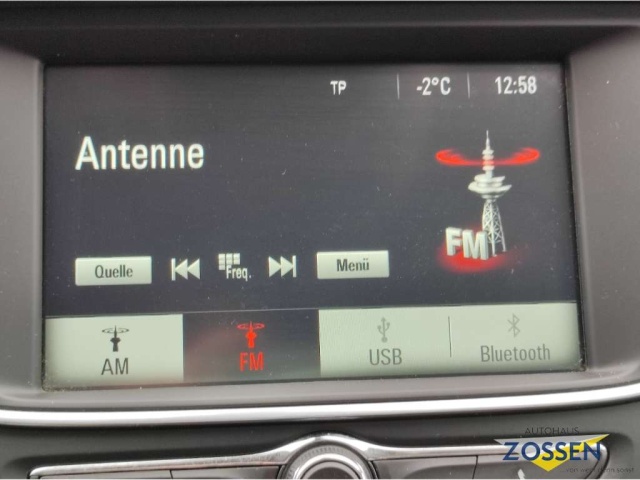 TP -2°C 12:58
Antenne
FM
Quelle Freq. Menü
AM FM USB Bluetooth
AUTOHAUS
ZOSSEN